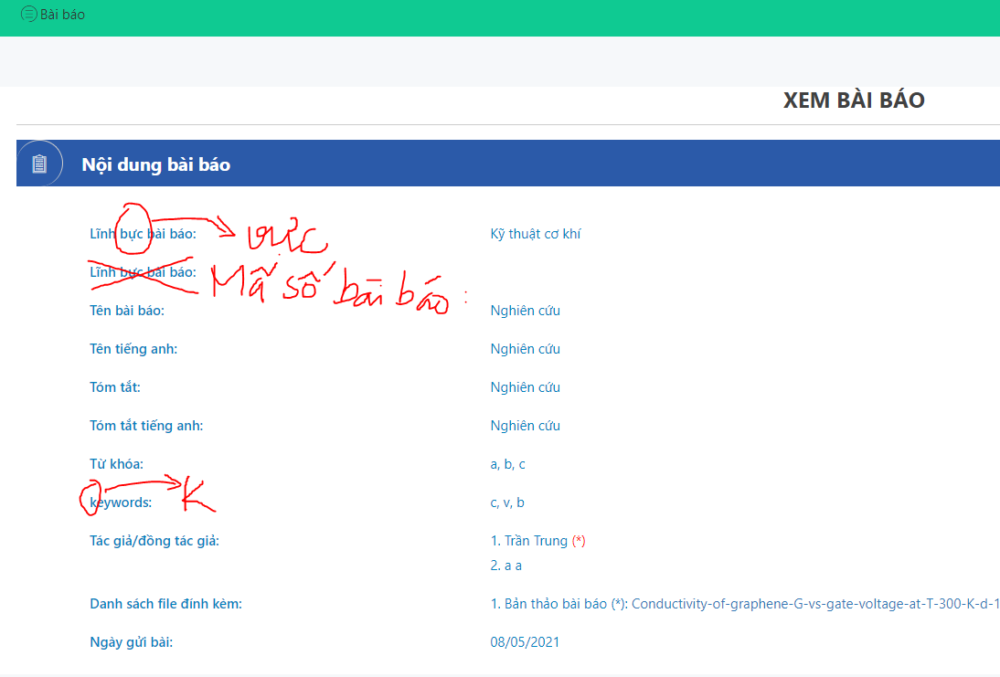 Bài báo
XEM BÀI BÁO
Nội dung bài báo
Lĩnh bực bài báo: vực Kỹ thuật cơ khí
Lĩnh bực bài báo: Mã số bài báo:
Tên bài báo: Nghiên cứu
Tên tiếng anh: Nghiên cứu
Tóm tắt: Nghiên cứu
Tóm tắt tiếng anh: Nghiên cứu
Từ khóa: a, b, c
keywords: K c, v, b
Tác giả/đồng tác giả: 1. Trần Trung (*)
2. a a
Danh sách file đính kèm: 1. Bản thảo bài báo (*): Conductivity-of-graphene-G-vs-gate-voltage-at-T-300-K-d-1
Ngày gửi bài: 08/05/2021